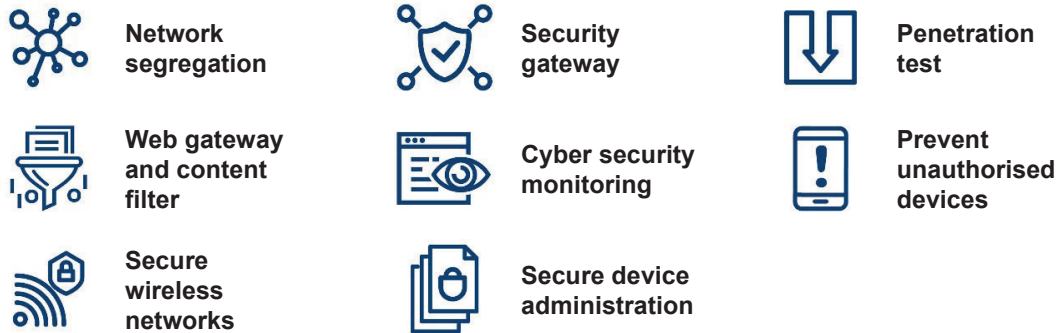 Network
segregation
Security
gateway
Penetration
test
Web gateway
and content
filter
Cyber security
monitoring
Prevent
unauthorised
devices
Secure
wireless
networks
Secure device
administration